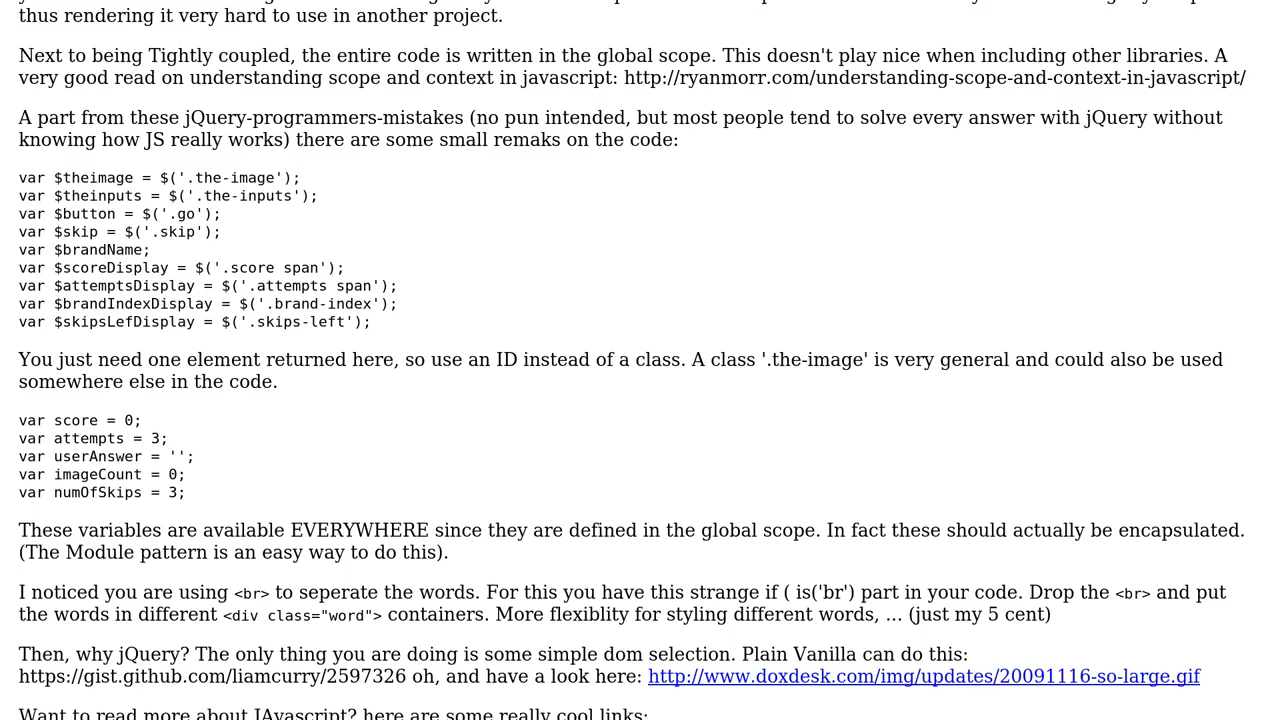 thus rendering it very hard to use in another project.
Next to being Tightly coupled, the entire code is written in the global scope. This doesn't play nice when including other libraries. A
very good read on understanding scope and context in javascript: http://ryanmorr.com/understanding-scope-and-context-in-javascript/
A part from these jQuery-programmers-mistakes (no pun intended, but most people tend to solve every answer with jQuery without
knowing how JS really works) there are some small remaks on the code:
var $theimage = $('.the-image');
var $theinputs = $('.the-inputs');
var $button = $('.go');
var $skip = $('.skip');
var $brandName;
var $scoreDisplay = $('.score span');
var $attemptsDisplay = $('.attempts span');
var $brandIndexDisplay = $('.brand-index');
var $skipsLefDisplay = $('.skips-left');
You just need one element returned here, so use an ID instead of a class. A class '.the-image' is very general and could also be used
somewhere else in the code.
var score = 0;
var attempts = 3;
var userAnswer = '';
var imageCount = 0;
var numOfSkips = 3;
These variables are available EVERYWHERE since they are defined in the global scope. In fact these should actually be encapsulated.
(The Module pattern is an easy way to do this).
I noticed you are using <br> to seperate the words. For this you have this strange if ( is('br') part in your code. Drop the <br> and put
the words in different <div class="word"> containers. More flexiblity for styling different words, ... (just my 5 cent)
Then, why jQuery? The only thing you are doing is some simple dom selection. Plain Vanilla can do this:
https://gist.github.com/liamcurry/2597326 oh, and have a look here: http://www.doxdesk.com/img/updates/20091116-so-large.gif
Want to read more about JAvascript? here are some really cool links: